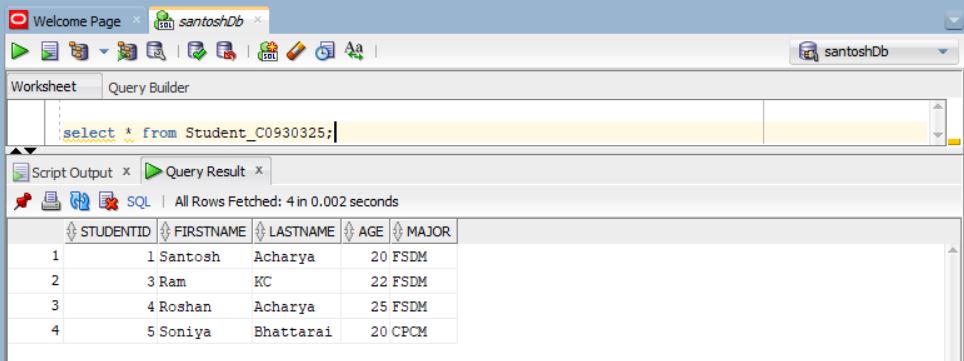 Welcome Page santoshDb
SQL Aa santoshDb
Worksheet Query Builder
select * from Student_C0930325;
Script Output x Query Result x
SQL | All Rows Fetched: 4 in 0.002 seconds
STUDENTID FIRSTNAME LASTNAME AGE MAJOR
1 1 Santosh Acharya 20 FSDM
2 3 Ram KC 22 FSDM
3 4 Roshan Acharya 25 FSDM
4 5 Soniya Bhattarai 20 CPCM